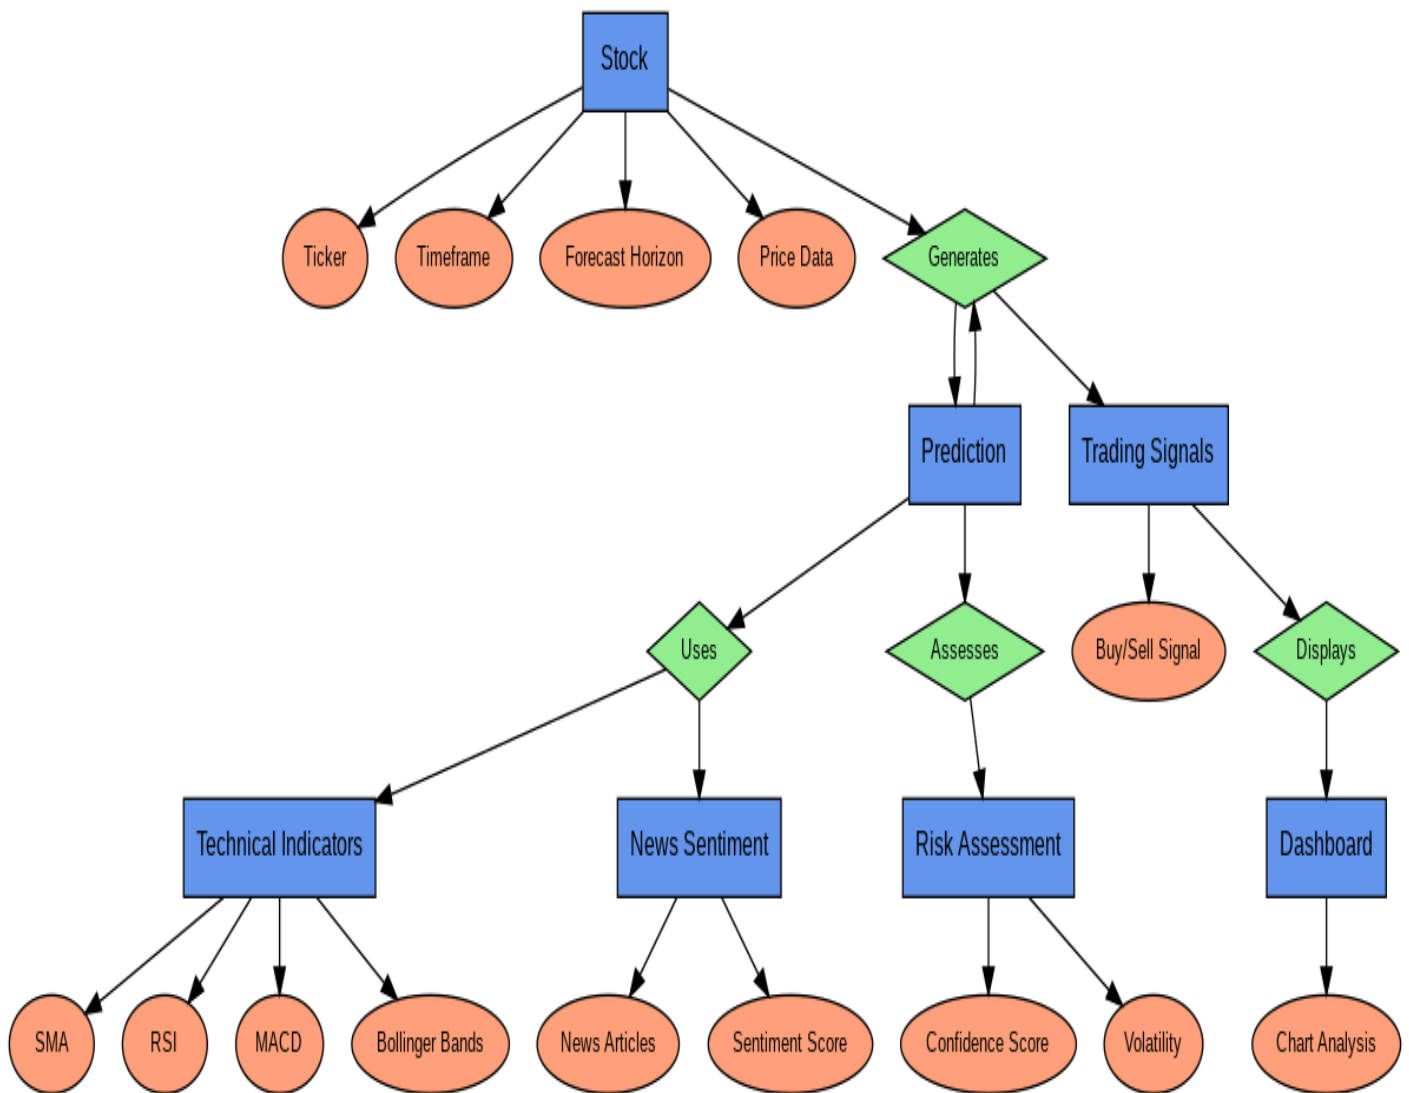 Stock
Ticker
Timeframe
Forecast Horizon
Price Data
Generates
Prediction
Trading Signals
Uses
Assesses
Buy/Sell Signal
Displays
Technical Indicators
News Sentiment
Risk Assessment
Dashboard
SMA
RSI
MACD
Bollinger Bands
News Articles
Sentiment Score
Confidence Score
Volatility
Chart Analysis